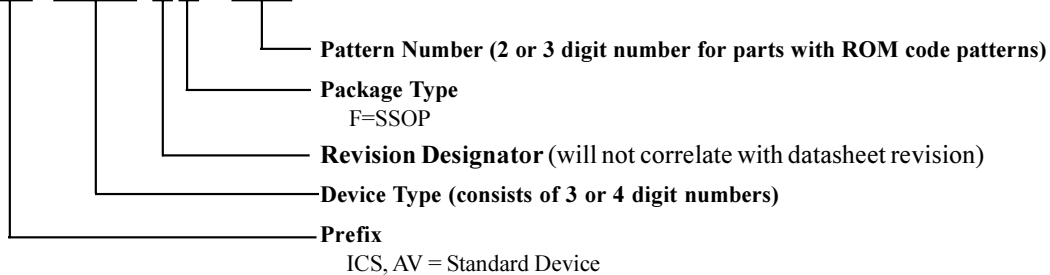 Pattern Number (2 or 3 digit number for parts with ROM code patterns)
Package Type
F=SSOP
Revision Designator (will not correlate with datasheet revision)
Device Type (consists of 3 or 4 digit numbers)
Prefix
ICS, AV = Standard Device